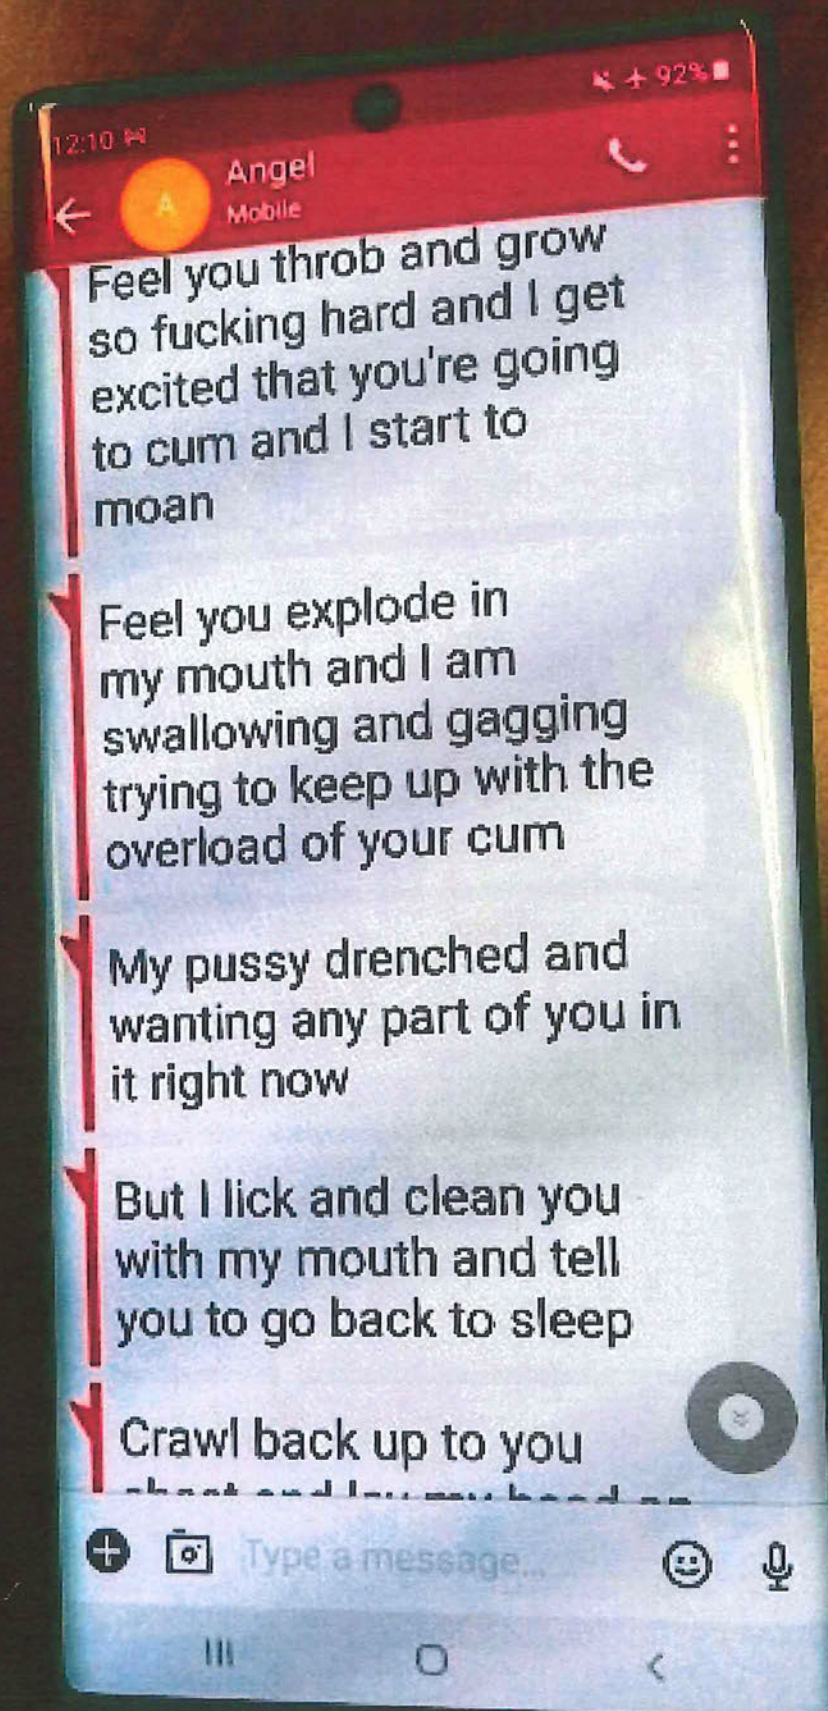 12:10
92%
A
Angel
Mobile
Feel you throb and grow
so fucking hard and I get
excited that you're going
to cum and I start to
moan
Feel you explode in
my mouth and I am
swallowing and gagging
trying to keep up with the
overload of your cum
My pussy drenched and
wanting any part of you in
it right now
But I lick and clean you
with my mouth and tell
you to go back to sleep
Crawl back up to you
Type a message...